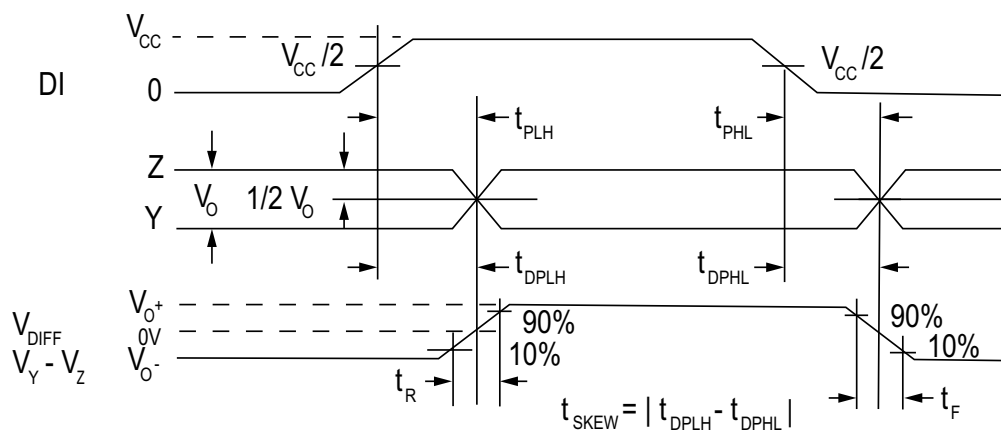 V_CC
V_CC /2
V_CC /2
DI
0
t_PLH
t_PHL
Z
V_O
1/2 V_O
Y
t_DPLH
t_DPHL
V_O+
V_DIFF
0V
90%
90%
V_Y - V_Z
V_O-
10%
10%
t_R
t_F
t_SKEW = | t_DPLH - t_DPHL |